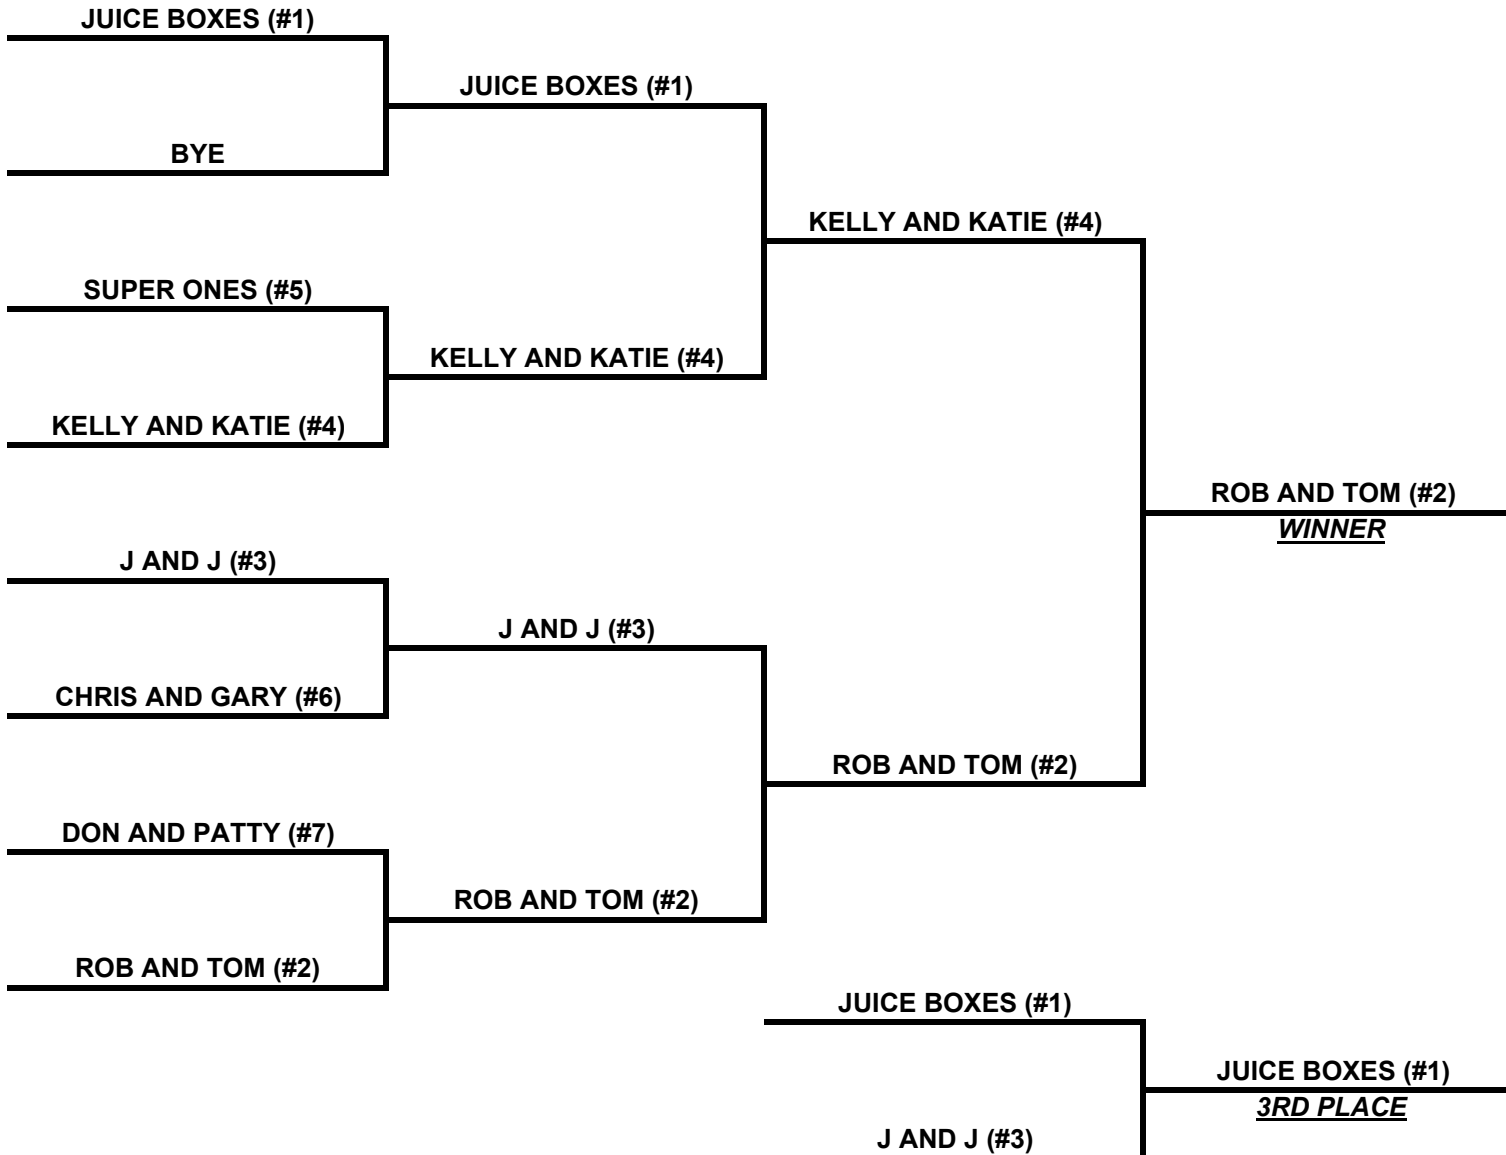 JUICE BOXES (#1)
JUICE BOXES (#1)
BYE
KELLY AND KATIE (#4)
SUPER ONES (#5)
KELLY AND KATIE (#4)
KELLY AND KATIE (#4)
ROB AND TOM (#2)
WINNER
J AND J (#3)
J AND J (#3)
CHRIS AND GARY (#6)
ROB AND TOM (#2)
DON AND PATTY (#7)
ROB AND TOM (#2)
ROB AND TOM (#2)
JUICE BOXES (#1)
JUICE BOXES (#1)
3RD PLACE
J AND J (#3)